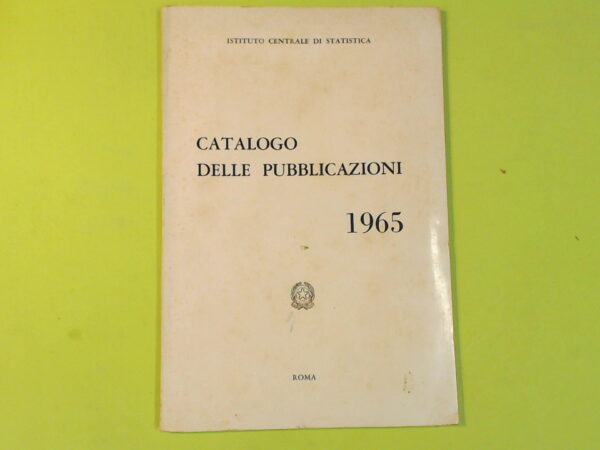 ISTITUTO CENTRALE DI STATISTICA
CATALOGO
DELLE PUBBLICAZIONI
1965
ROMA